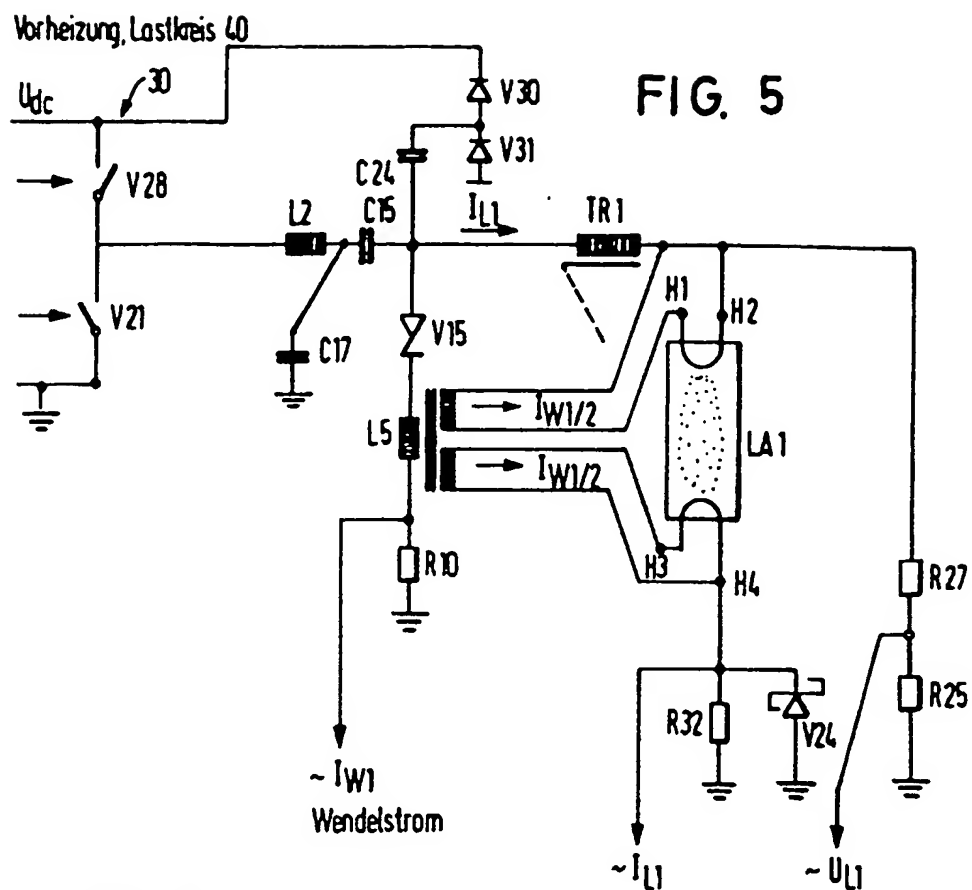 Vorheizung, Lastkreis 40
FIG. 5
Udc
30
V30
V31
V28
C24
L2
C15
IL1
TR1
V21
C17
V15
H1
H2
L5
IW1/2
IW1/2
LA1
R10
H3
H4
R27
R25
R32
V24
~ IW1
Wendelstrom
~IL1
~UL1